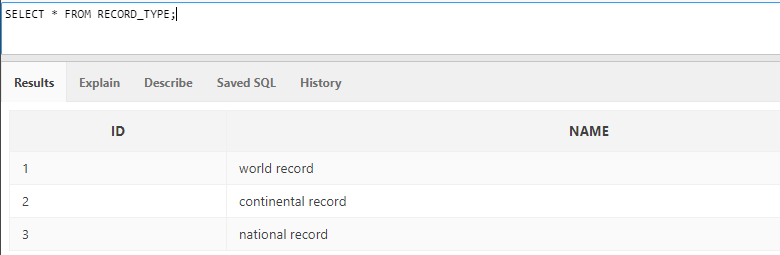 SELECT * FROM RECORD_TYPE;
Results Explain Describe Saved SQL History
ID NAME
1 world record
2 continental record
3 national record